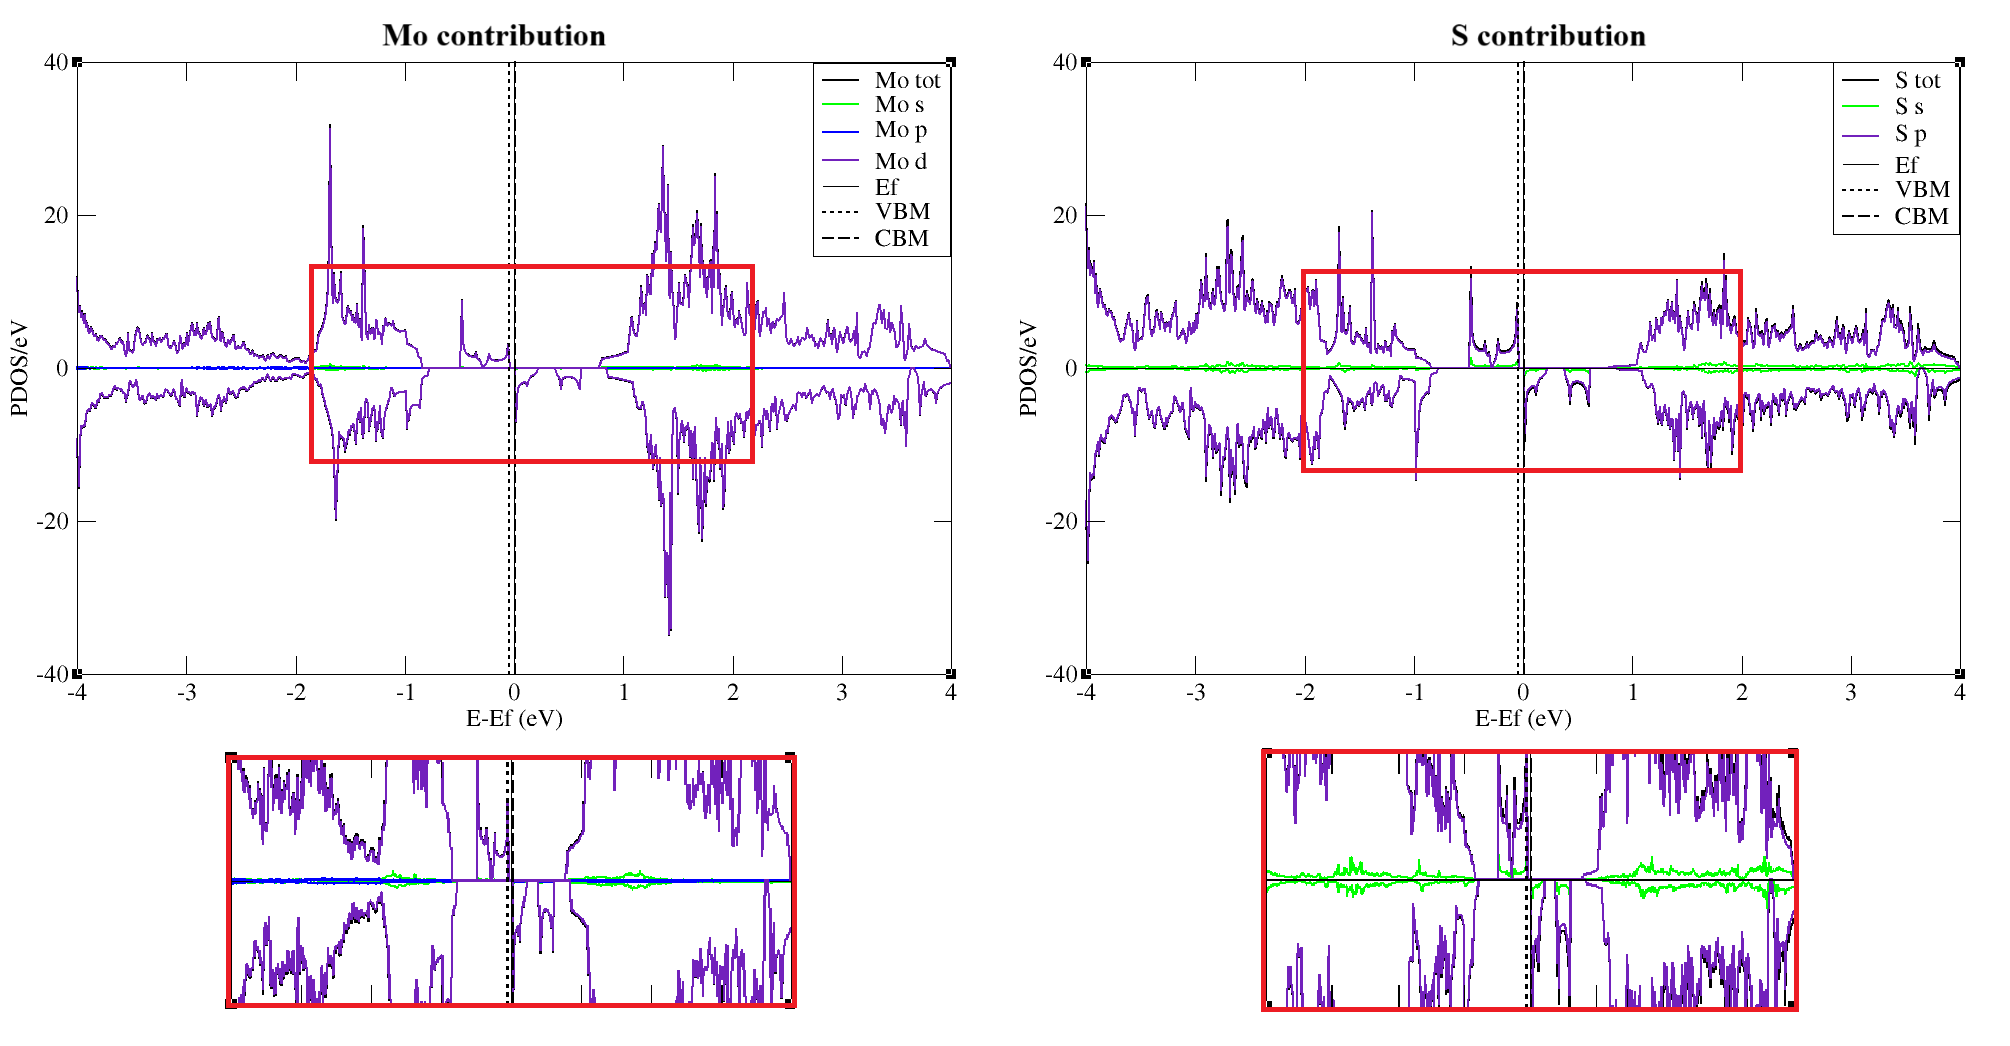 Mo contribution
40
20
0
-20
-40
PDOS/eV
Mo tot
Mo s
Mo p
Mo d
Ef
VBM
CBM
-4 -3 -2 -1 0 1 2 3 4
E-Ef (eV)
S contribution
40
20
0
-20
-40
PDOS/eV
S tot
S s
S p
Ef
VBM
CBM
-4 -3 -2 -1 0 1 2 3 4
E-Ef (eV)